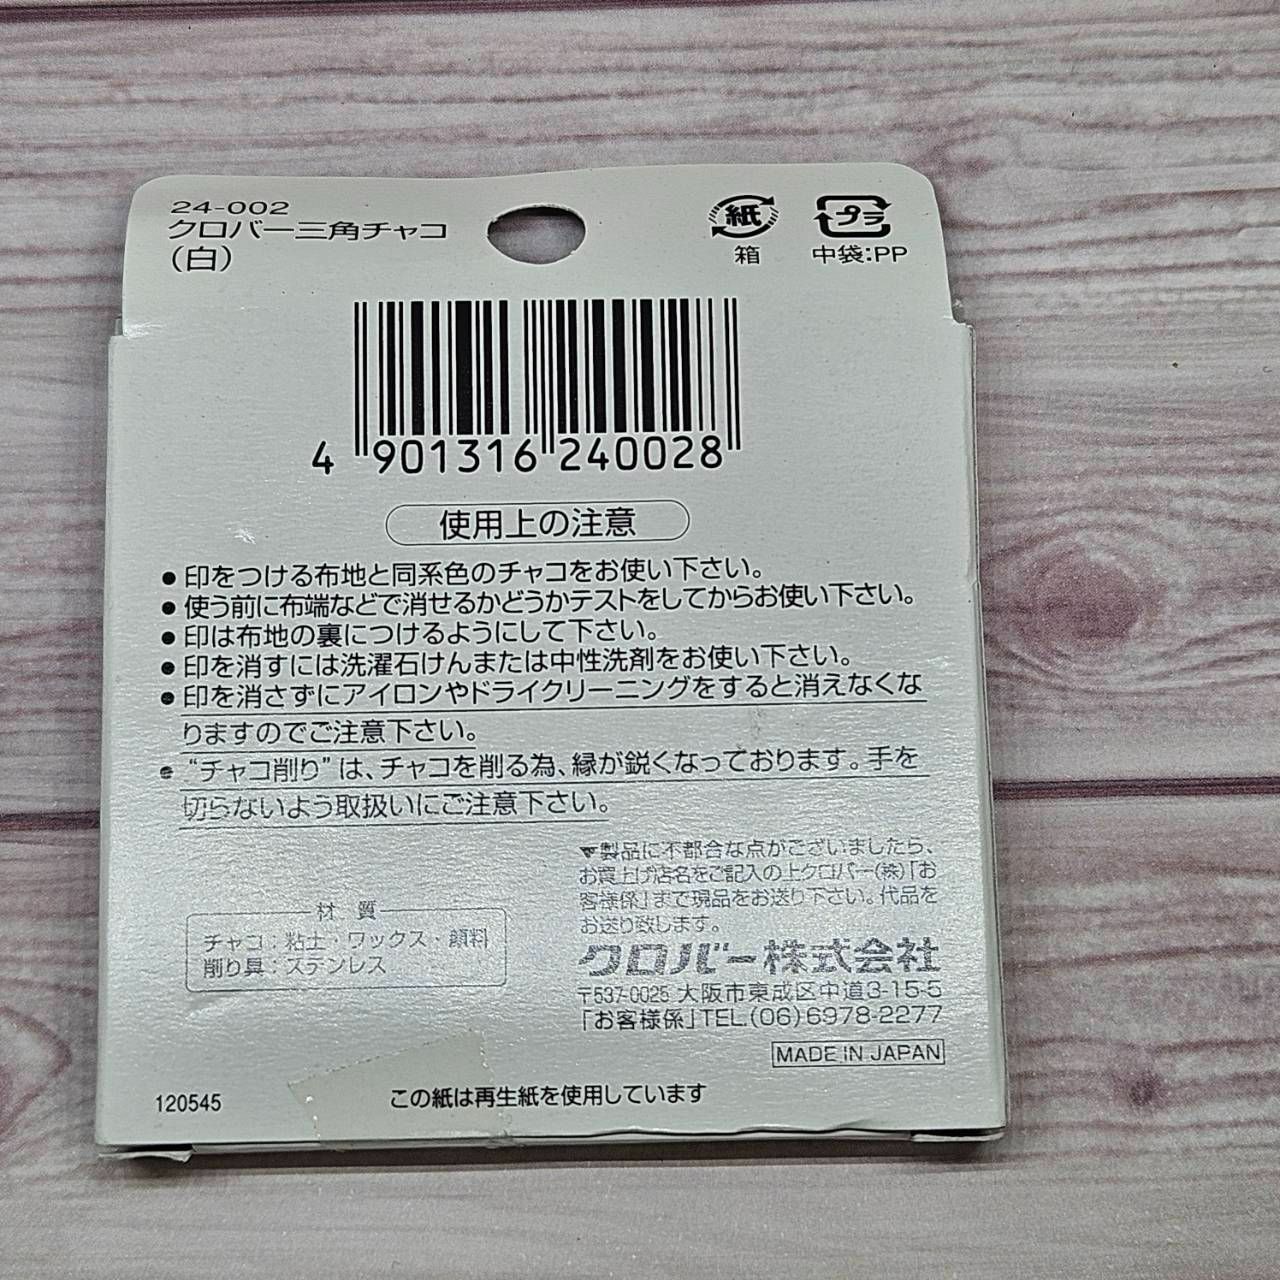 24-002
クロバー三角チャコ
(白)
紙
箱
プラ
中袋:PP
4 901316 240028
使用上の注意
● 印をつける布地と同系色のチャコをお使い下さい。
● 使う前に布端などで消せるかどうかテストをしてからお使い下さい。
● 印は布地の裏につけるようにして下さい。
● 印を消すには洗濯石けんまたは中性洗剤をお使い下さい。
● 印を消さずにアイロンやドライクリーニングをすると消えなくな
りますのでご注意下さい。
● “チャコ削り”は、チャコを削る為、縁が鋭くなっております。手を
切らないよう取扱いにご注意下さい。
▼製品に不都合な点がございましたら、
お買上げ店名をご記入の上クロバー(株)「お
客様係」まで現品をお送り下さい。代品を
お送り致します。
材質
チャコ:粘土・ワックス・顔料
削り具:ステンレス
クロバー株式会社
〒537-0025 大阪市東成区中道3-15-5
「お客様係」TEL.(06)6978-2277
MADE IN JAPAN
120545
この紙は再生紙を使用しています